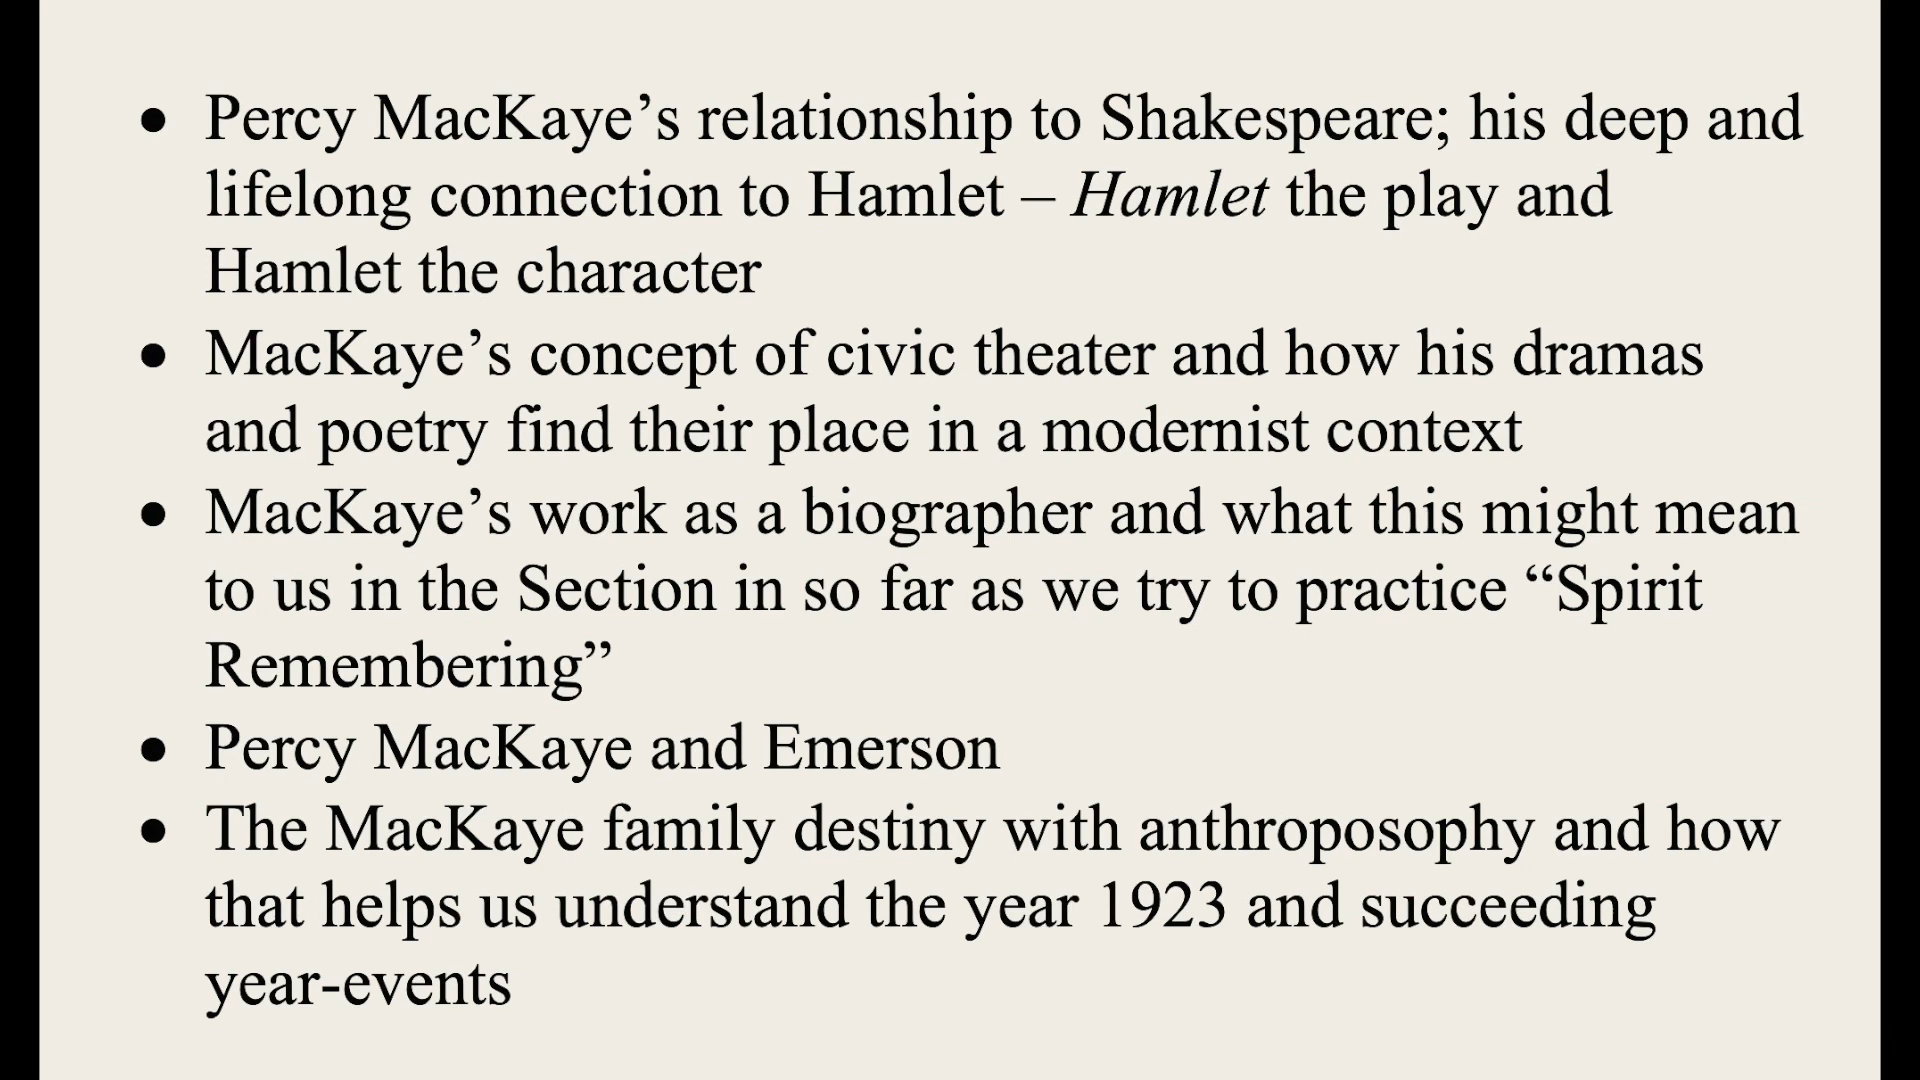 • Percy MacKaye’s relationship to Shakespeare; his deep and
lifelong connection to Hamlet – Hamlet the play and
Hamlet the character
• MacKaye’s concept of civic theater and how his dramas
and poetry find their place in a modernist context
• MacKaye’s work as a biographer and what this might mean
to us in the Section in so far as we try to practice “Spirit
Remembering”
• Percy MacKaye and Emerson
• The MacKaye family destiny with anthroposophy and how
that helps us understand the year 1923 and succeeding
year-events